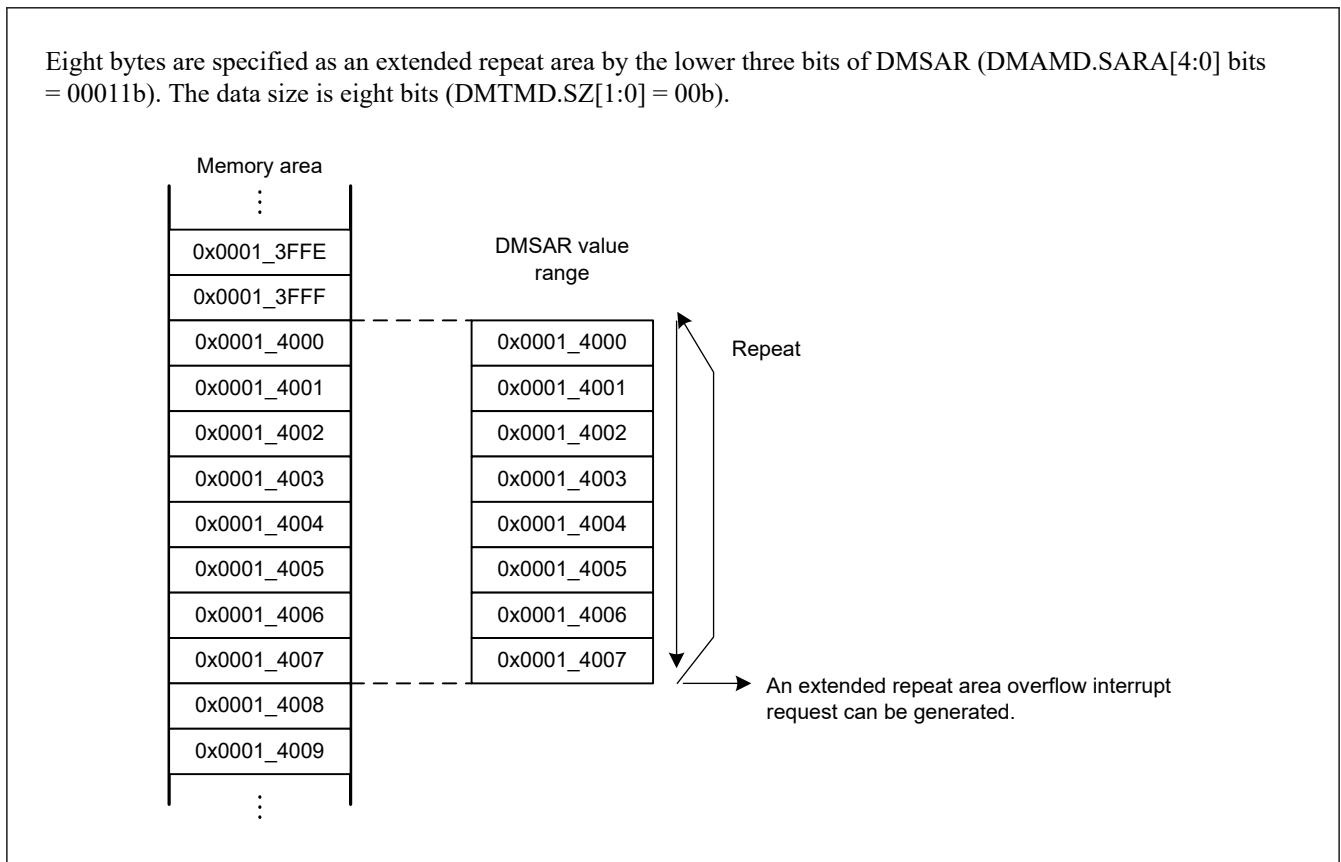 Eight bytes are specified as an extended repeat area by the lower three bits of DMSAR (DMAMD.SARA[4:0] bits
= 00011b). The data size is eight bits (DMTMD.SZ[1:0] = 00b).
Memory area
⋮
0x0001_3FFE
0x0001_3FFF
0x0001_4000
0x0001_4001
0x0001_4002
0x0001_4003
0x0001_4004
0x0001_4005
0x0001_4006
0x0001_4007
0x0001_4008
0x0001_4009
⋮
DMSAR value
range
0x0001_4000
0x0001_4001
0x0001_4002
0x0001_4003
0x0001_4004
0x0001_4005
0x0001_4006
0x0001_4007
Repeat
An extended repeat area overflow interrupt
request can be generated.